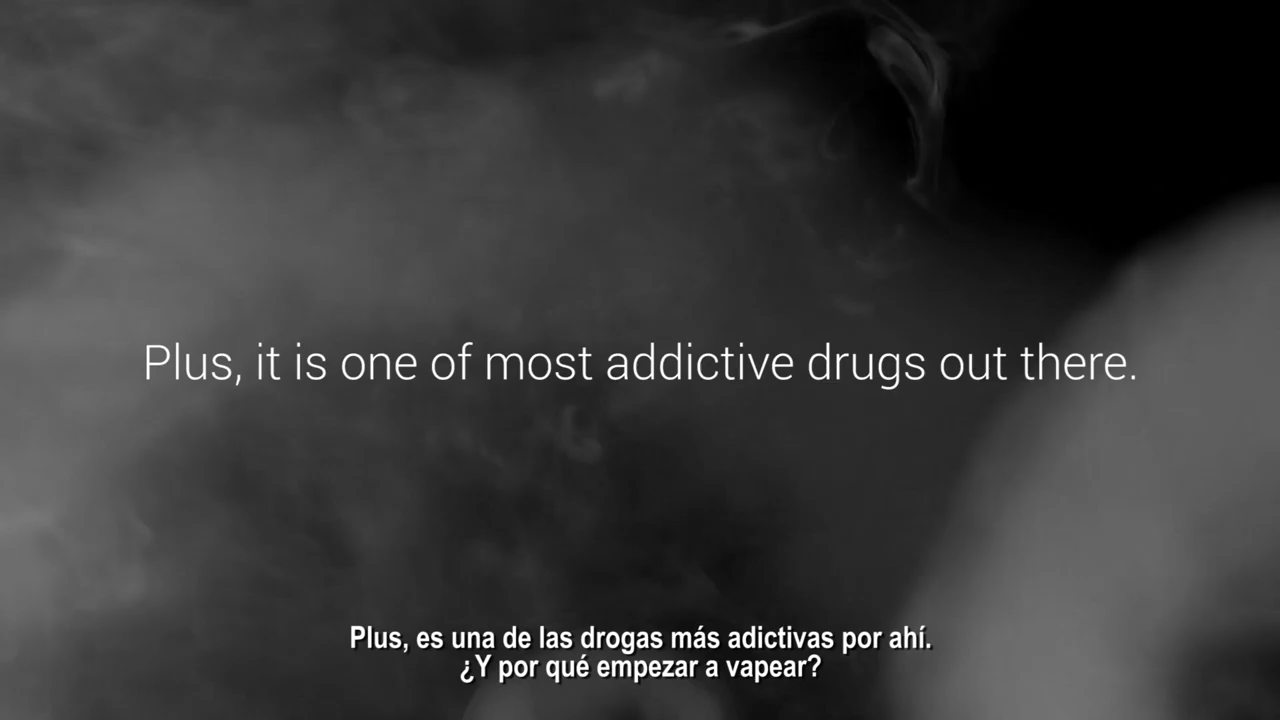 Plus, it is one of most addictive drugs out there.
Plus, es una de las drogas más adictivas por ahí.
¿Y por qué empezar a vapear?